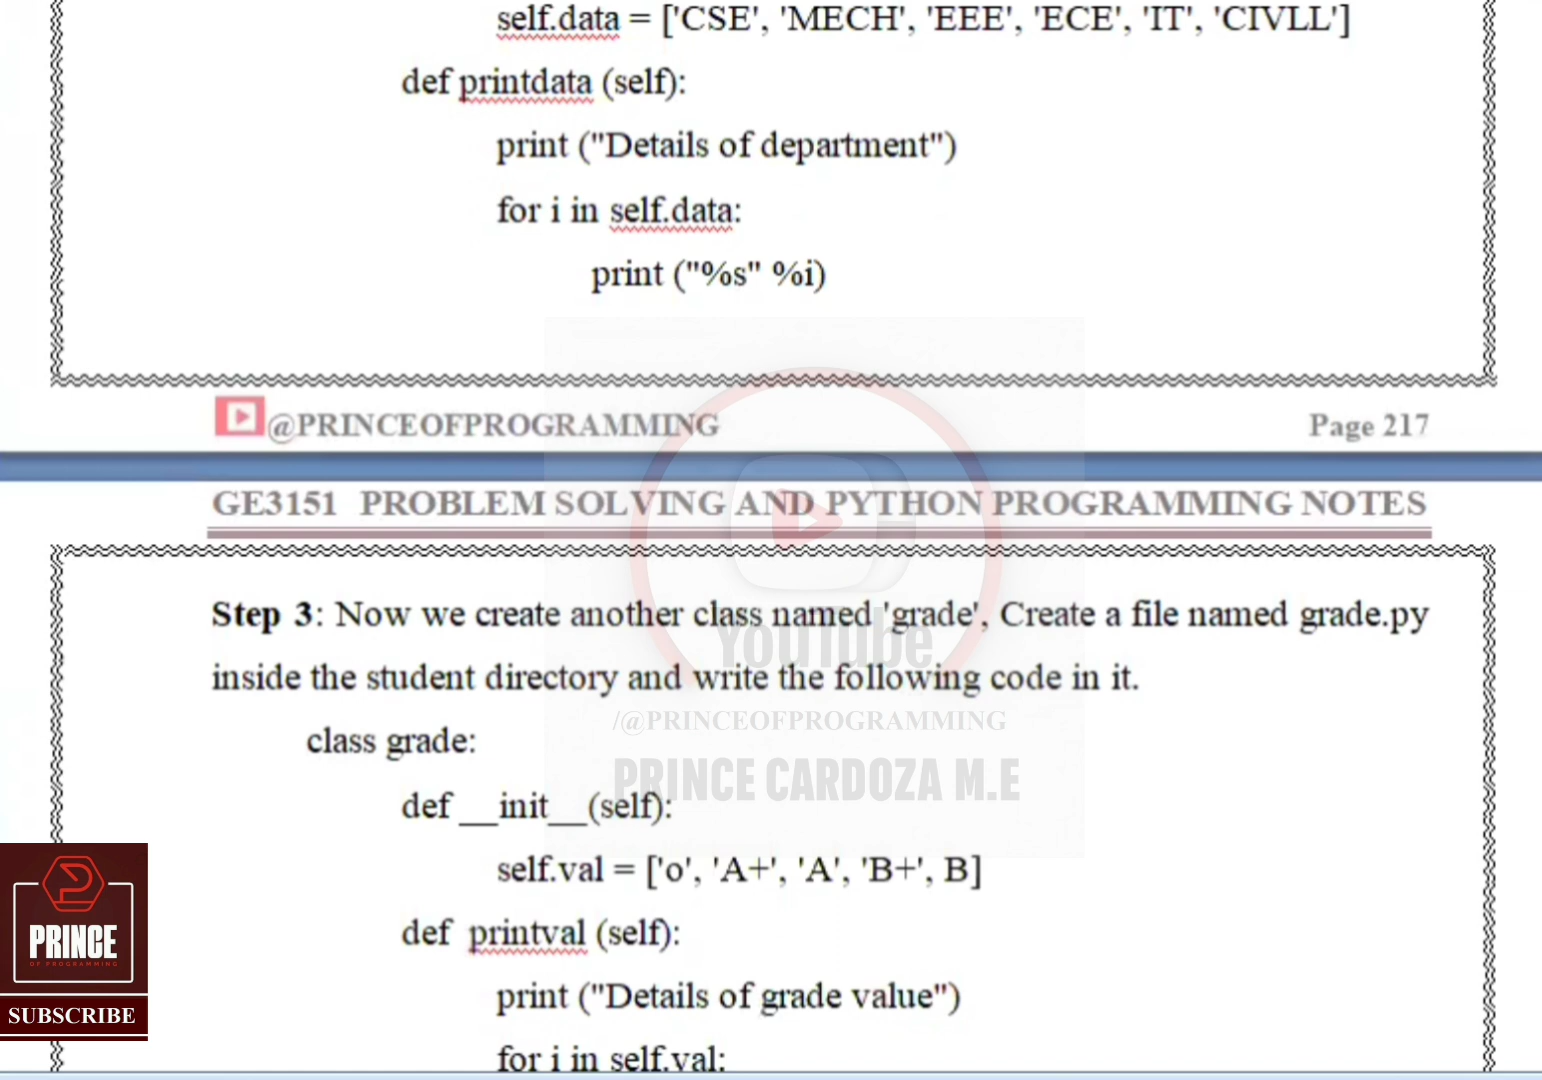 self.data = ['CSE', 'MECH', 'EEE', 'ECE', 'IT', 'CIVLL']
def printdata (self):
print ("Details of department")
for i in self.data:
print ("%s" %i)
@PRINCEOFPROGRAMMING
Page 217
GE3151 PROBLEM SOLVING AND PYTHON PROGRAMMING NOTES
Step 3: Now we create another class named 'grade', Create a file named grade.py
inside the student directory and write the following code in it.
YouTube
/@PRINCEOFPROGRAMMING
PRINCE CARDOZA M.E
class grade:
def __init__(self):
self.val = ['o', 'A+', 'A', 'B+', B]
def printval (self):
print ("Details of grade value")
for i in self.val:
PRINCE
OF PROGRAMMING
SUBSCRIBE